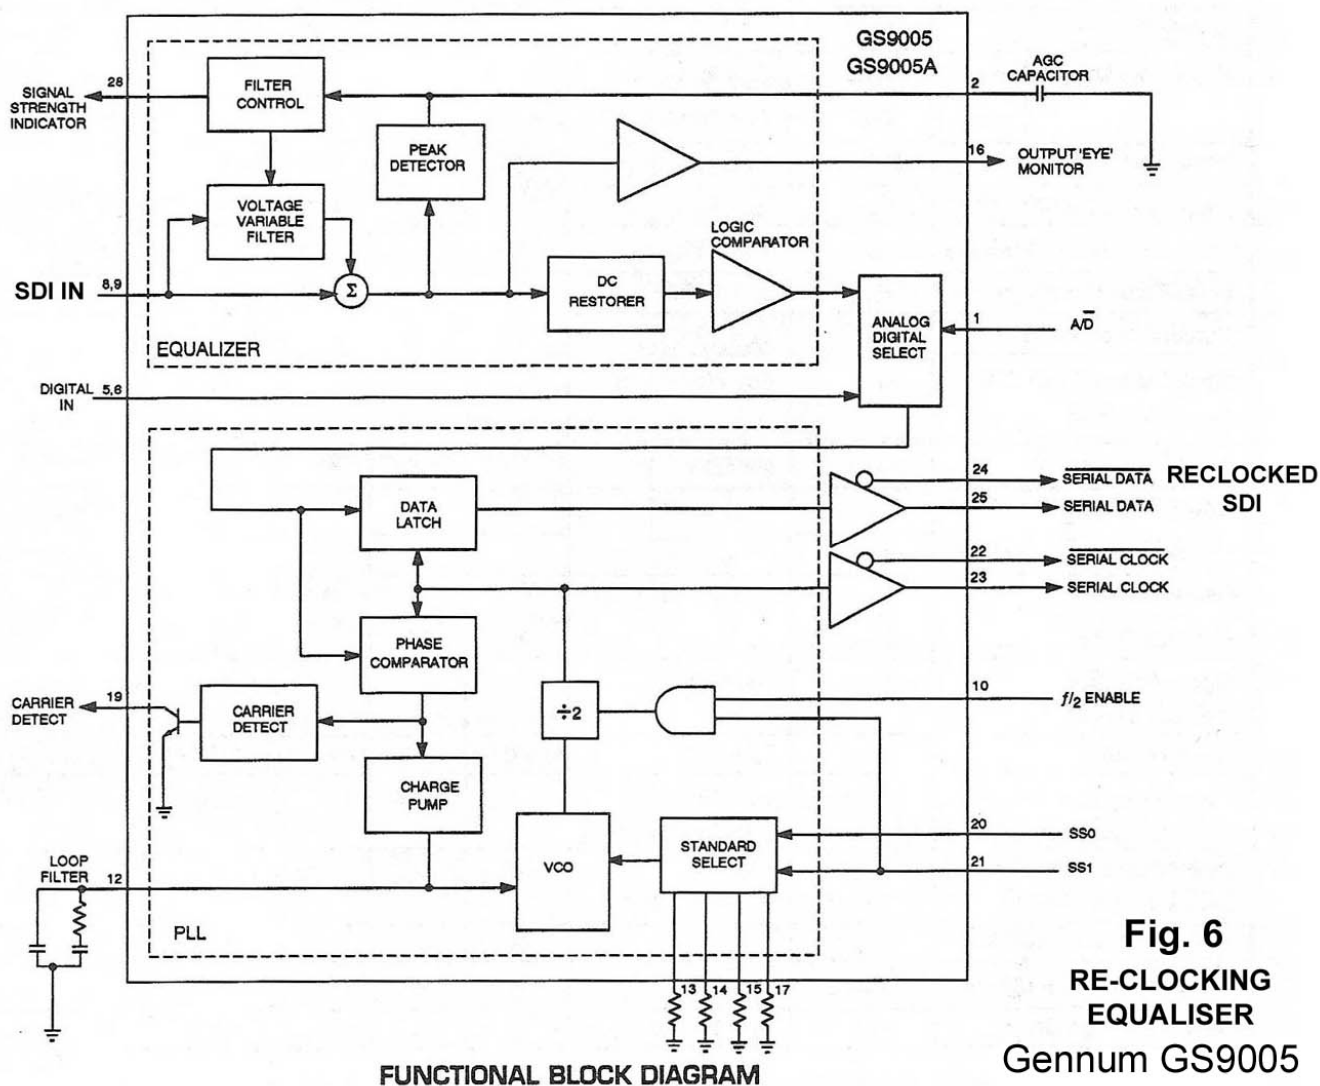 GS9005
GS9005A
SIGNAL
STRENGTH
INDICATOR
28
FILTER
CONTROL
2
AGC
CAPACITOR
PEAK
DETECTOR
16
OUTPUT 'EYE'
MONITOR
VOLTAGE
VARIABLE
FILTER
LOGIC
COMPARATOR
SDI IN
8,9
Σ
DC
RESTORER
ANALOG
DIGITAL
SELECT
1
A/D̅
EQUALIZER
DIGITAL
IN
5,6
DATA
LATCH
24
SERIAL DATA
RECLOCKED
SDI
25
SERIAL DATA
22
SERIAL CLOCK
23
SERIAL CLOCK
PHASE
COMPARATOR
CARRIER
DETECT
19
CARRIER
DETECT
÷2
10
f/2 ENABLE
CHARGE
PUMP
VCO
STANDARD
SELECT
20
SS0
21
SS1
LOOP
FILTER
12
PLL
13
14
15
17
Fig. 6
RE-CLOCKING
EQUALISER
Gennum GS9005
FUNCTIONAL BLOCK DIAGRAM